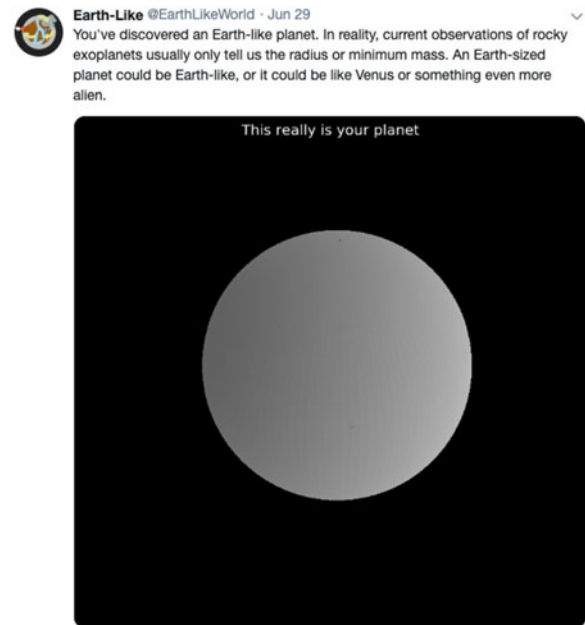 Earth-Like @EarthLikeWorld · Jun 29
You've discovered an Earth-like planet. In reality, current observations of rocky
exoplanets usually only tell us the radius or minimum mass. An Earth-sized
planet could be Earth-like, or it could be like Venus or something even more
alien.
This really is your planet